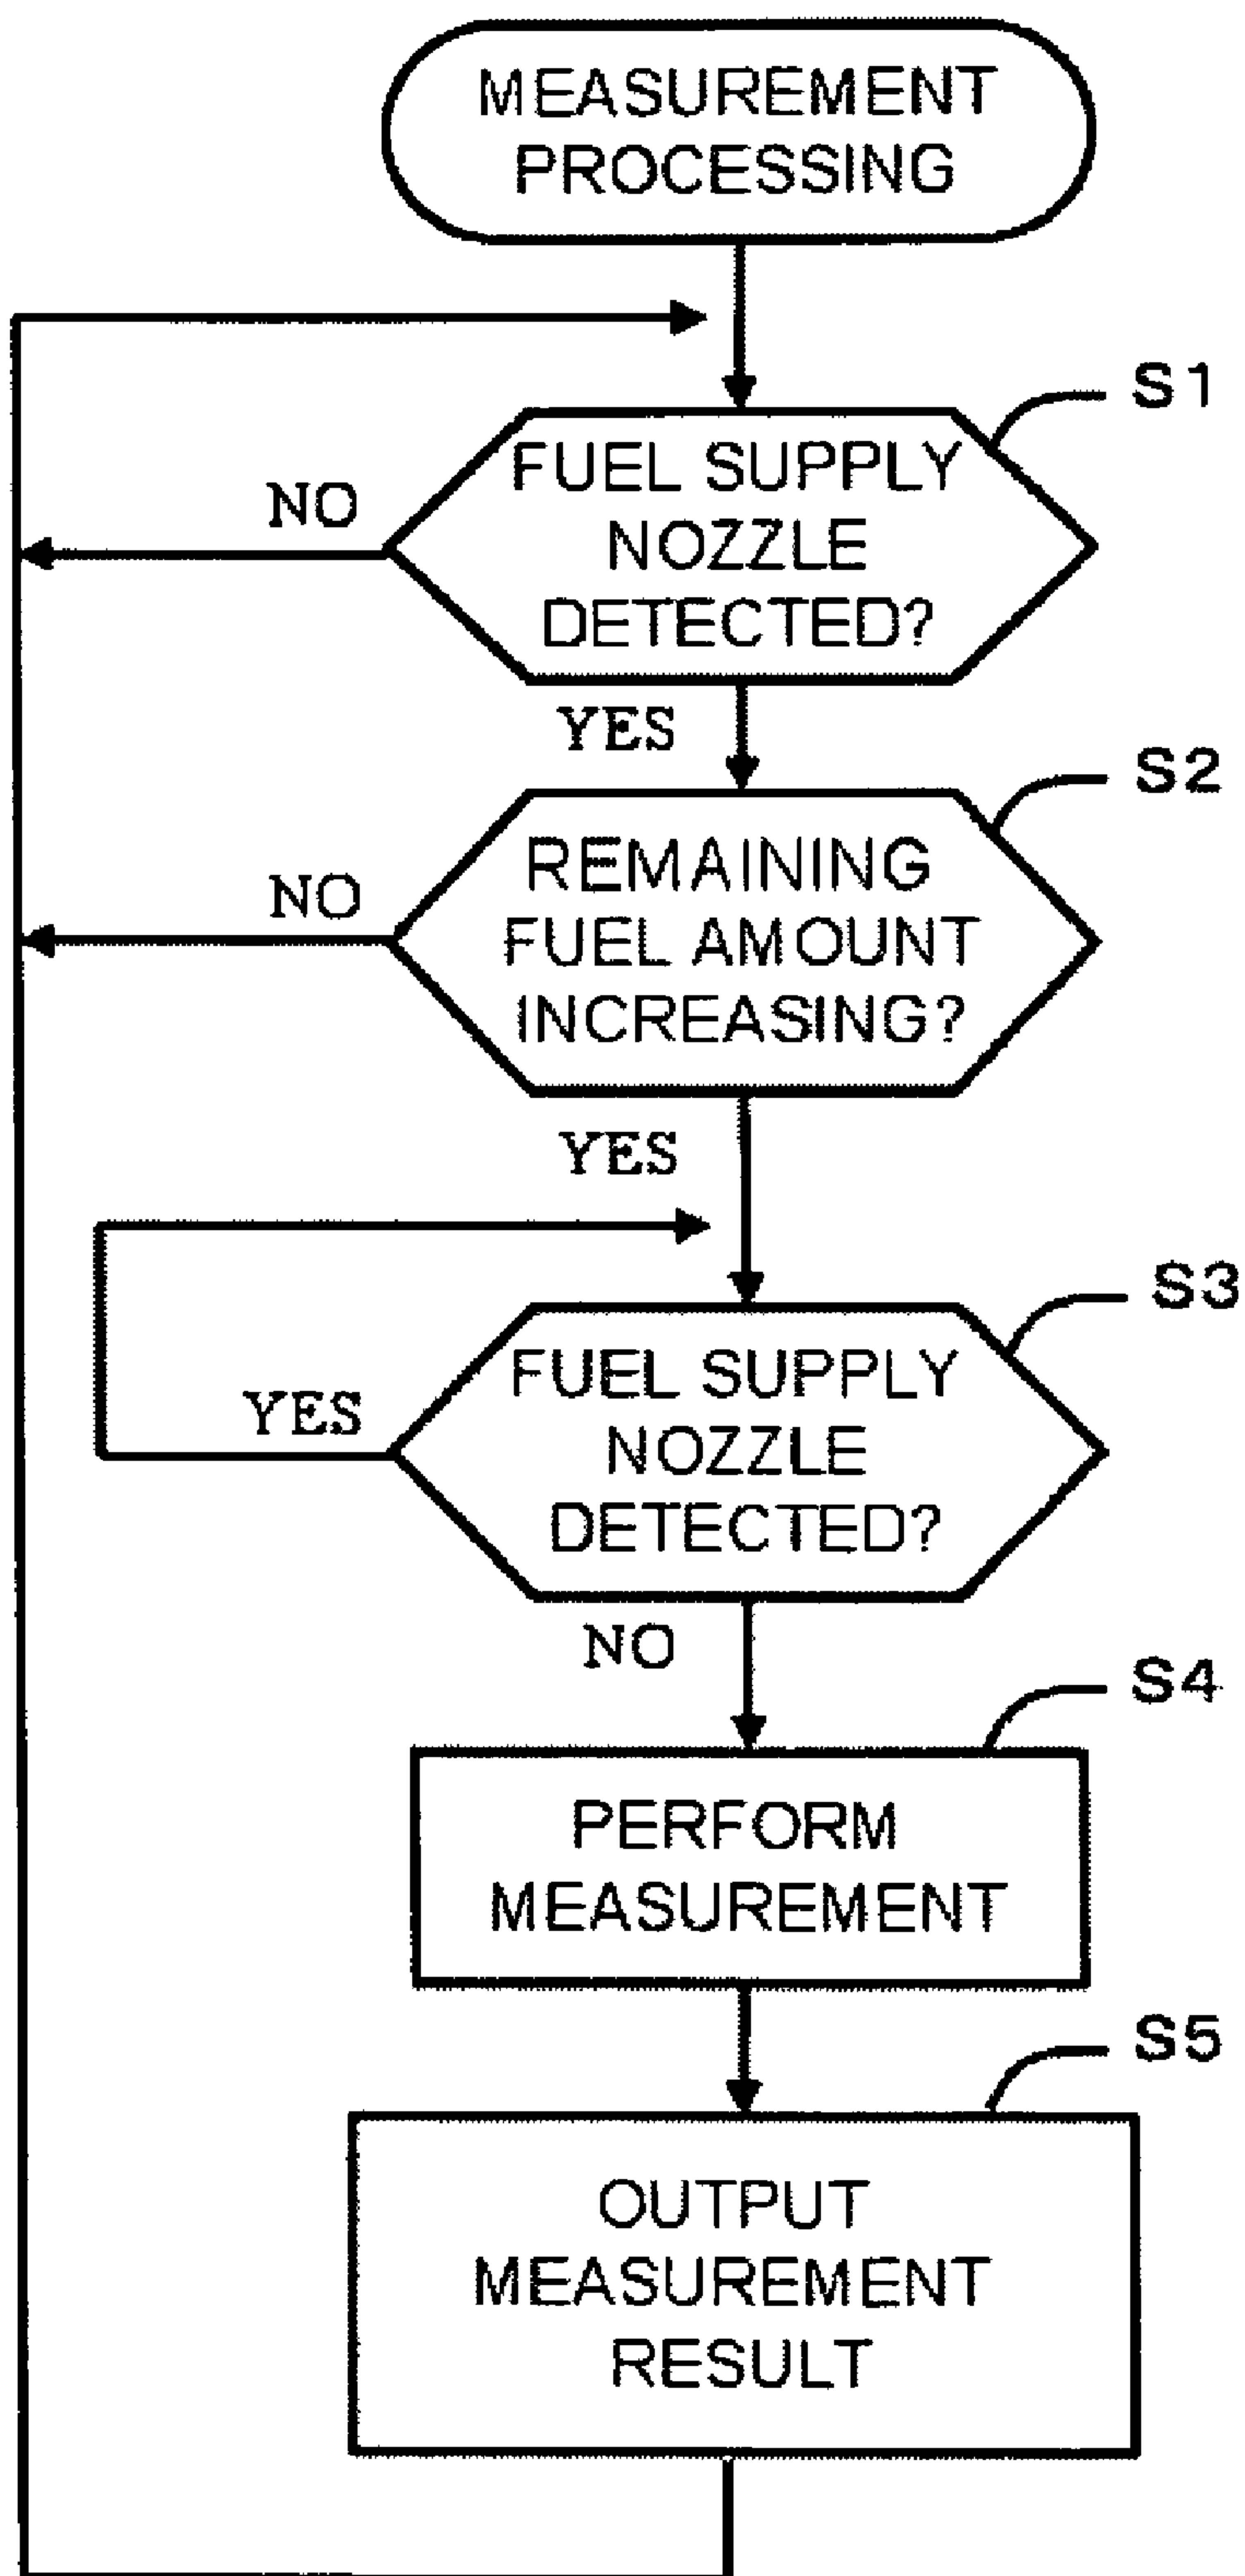 MEASUREMENT
PROCESSING
S1
FUEL SUPPLY
NOZZLE
DETECTED?
NO
YES
S2
REMAINING
FUEL AMOUNT
INCREASING?
NO
YES
S3
FUEL SUPPLY
NOZZLE
DETECTED?
YES
NO
S4
PERFORM
MEASUREMENT
S5
OUTPUT
MEASUREMENT
RESULT